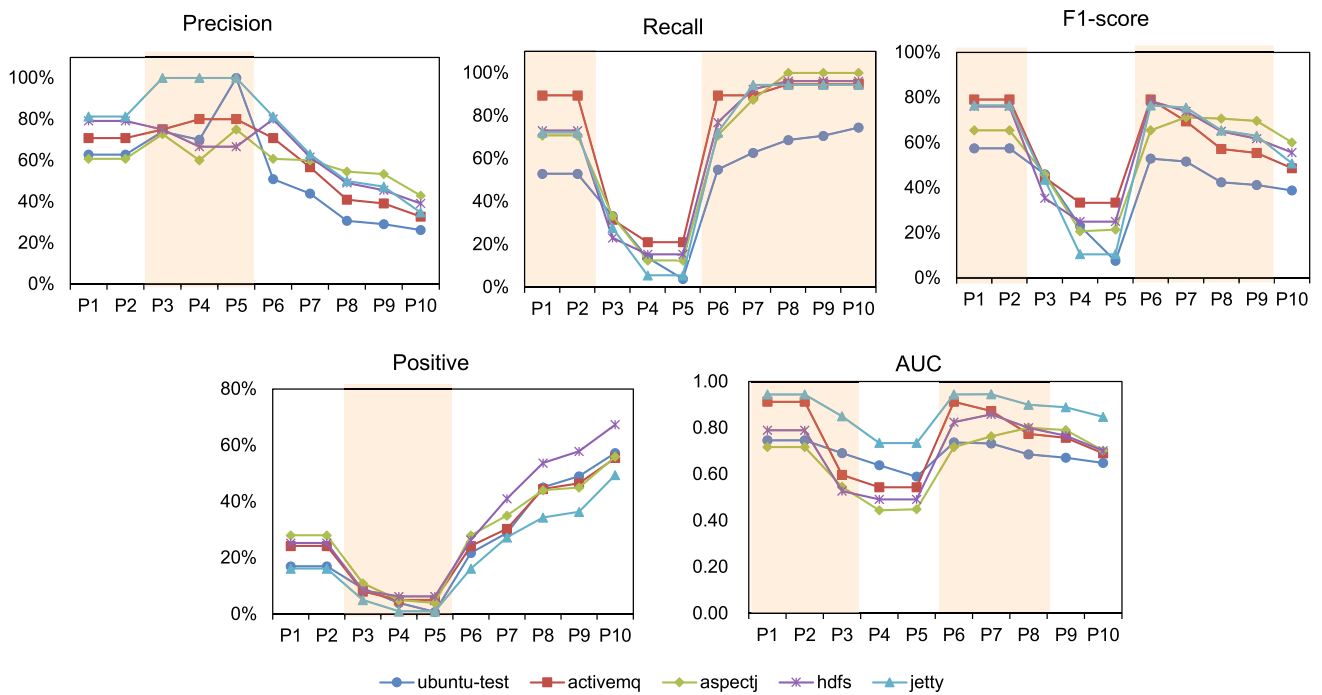 Precision
100%
80%
60%
40%
20%
0%
P1 P2 P3 P4 P5 P6 P7 P8 P9 P10
Recall
100%
80%
60%
40%
20%
0%
P1 P2 P3 P4 P5 P6 P7 P8 P9 P10
F1-score
100%
80%
60%
40%
20%
0%
P1 P2 P3 P4 P5 P6 P7 P8 P9 P10
Positive
80%
60%
40%
20%
0%
P1 P2 P3 P4 P5 P6 P7 P8 P9 P10
AUC
1.00
0.80
0.60
0.40
0.20
0.00
P1 P2 P3 P4 P5 P6 P7 P8 P9 P10
ubuntu-test activemq aspectj hdfs jetty